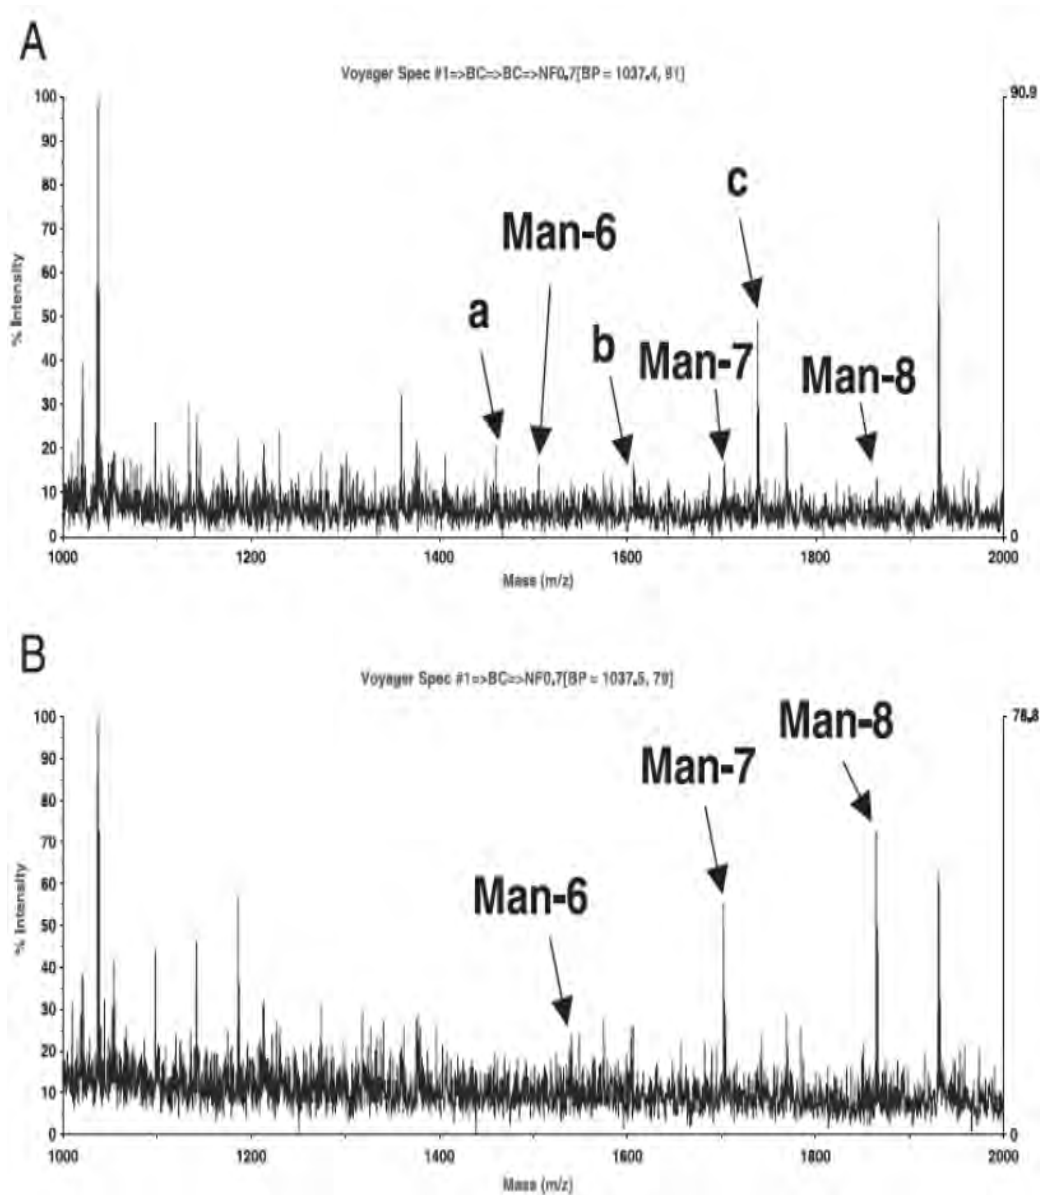 A
Voyager Spec #1=>BC=>BC=>NF0.7[BP = 1037.4, 91]
100
90
80
70
60
50
40
30
20
10
0
% Intensity
90.9
0
c
Man-6
a
b
Man-7
Man-8
1000
1200
1400
1600
1800
2000
Mass (m/z)
B
Voyager Spec #1=>BC=>NF0.7[BP = 1037.5, 79]
100
90
80
70
60
50
40
30
20
10
0
% Intensity
78.8
0
Man-8
Man-7
Man-6
1000
1200
1400
1600
1800
2000
Mass (m/z)